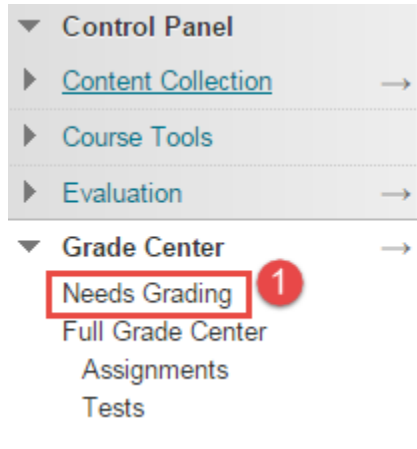 Control Panel
Content Collection
Course Tools
Evaluation
Grade Center
Needs Grading 1
Full Grade Center
Assignments
Tests